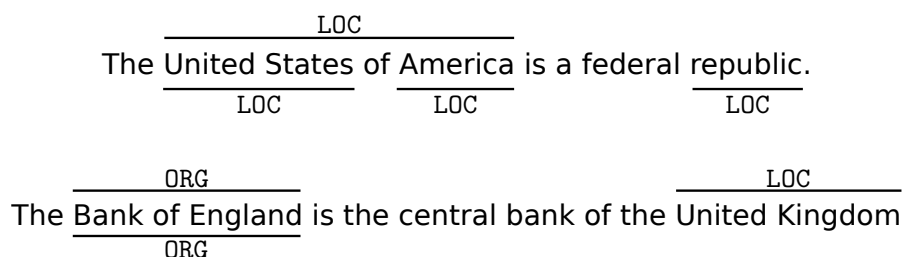 LOC
The United States of America is a federal republic.
LOC LOC LOC
ORG LOC
The Bank of England is the central bank of the United Kingdom
ORG